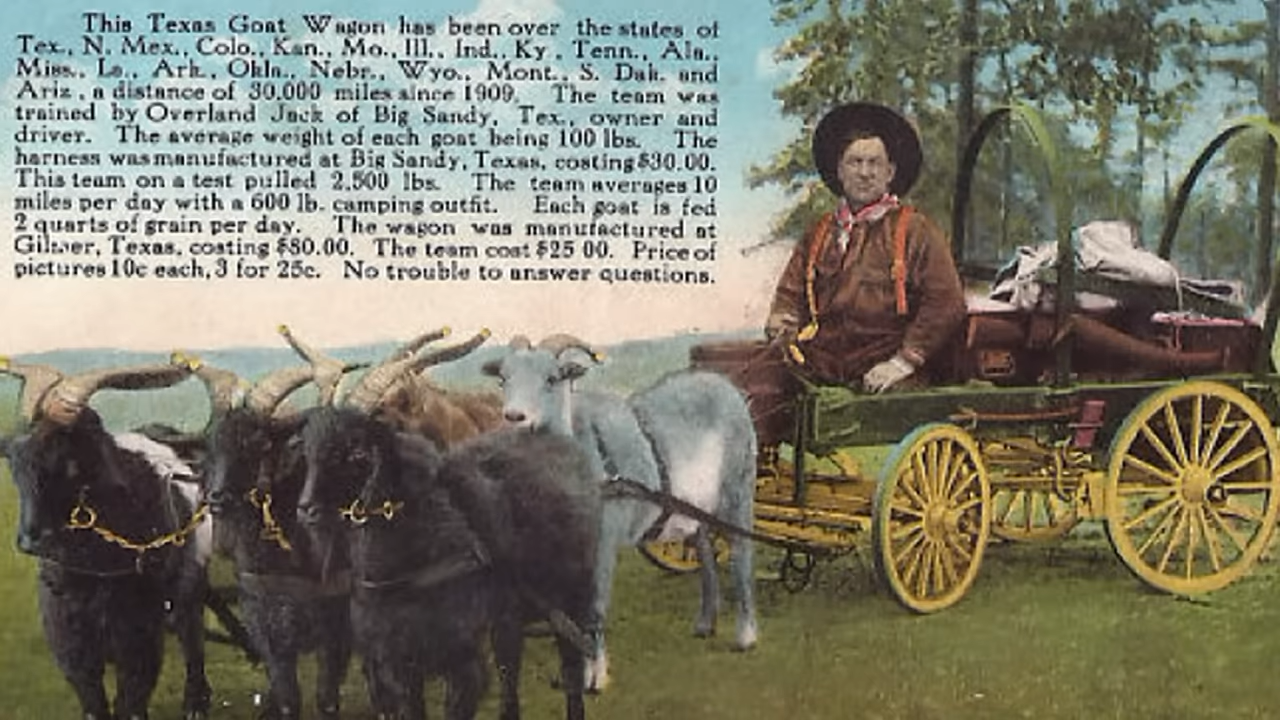 This Texas Goat Wagon has been over the states of
Tex., N. Mex., Colo., Kan., Mo., Ill., Ind., Ky., Tenn., Ala.,
Miss., La., Ark., Okla., Nebr., Wyo., Mont., S. Dak. and
Ariz., a distance of 30,000 miles since 1909. The team was
trained by Overland Jack of Big Sandy, Tex., owner and
driver. The average weight of each goat being 100 lbs. The
harness was manufactured at Big Sandy, Texas, costing $30.00.
This team on a test pulled 2,500 lbs. The team averages 10
miles per day with a 600 lb. camping outfit. Each goat is fed
2 quarts of grain per day. The wagon was manufactured at
Gilmer, Texas, costing $80.00. The team cost $25 00. Price of
pictures 10c each, 3 for 25c. No trouble to answer questions.